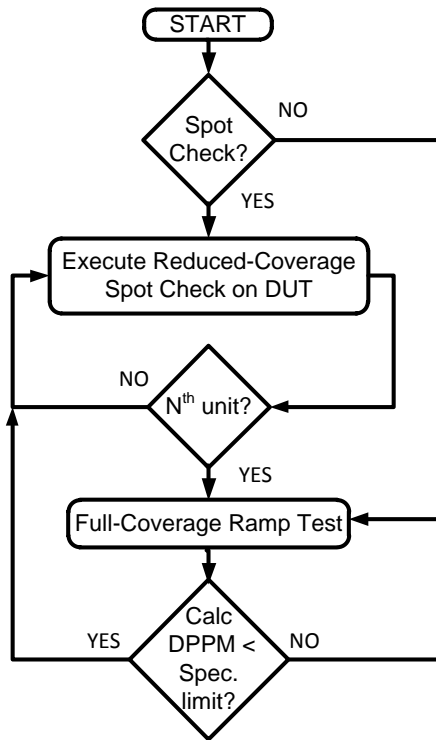 START
NO
Spot
Check?
YES
Execute Reduced-Coverage
Spot Check on DUT
NO
Nth unit?
YES
Full-Coverage Ramp Test
Calc
YES DPPM < NO
Spec.
limit?